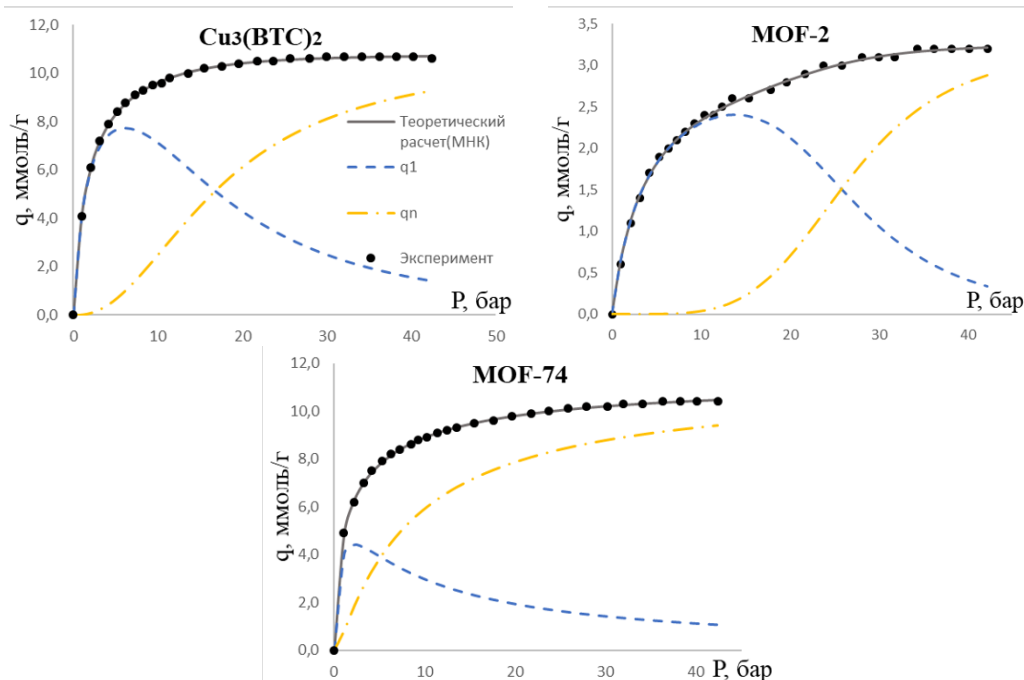 Cu3(BTC)2
12,0
10,0
8,0
6,0
4,0
2,0
0,0
q, ммоль/г
Теоретический
расчет(МНК)
q1
qn
Эксперимент
P, бар
0 10 20 30 40 50
MOF-2
3,5
3,0
2,5
2,0
1,5
1,0
0,5
0,0
q, ммоль/г
P, бар
0 10 20 30 40
MOF-74
12,0
10,0
8,0
6,0
4,0
2,0
0,0
q, ммоль/г
0 10 20 30 40 P, бар